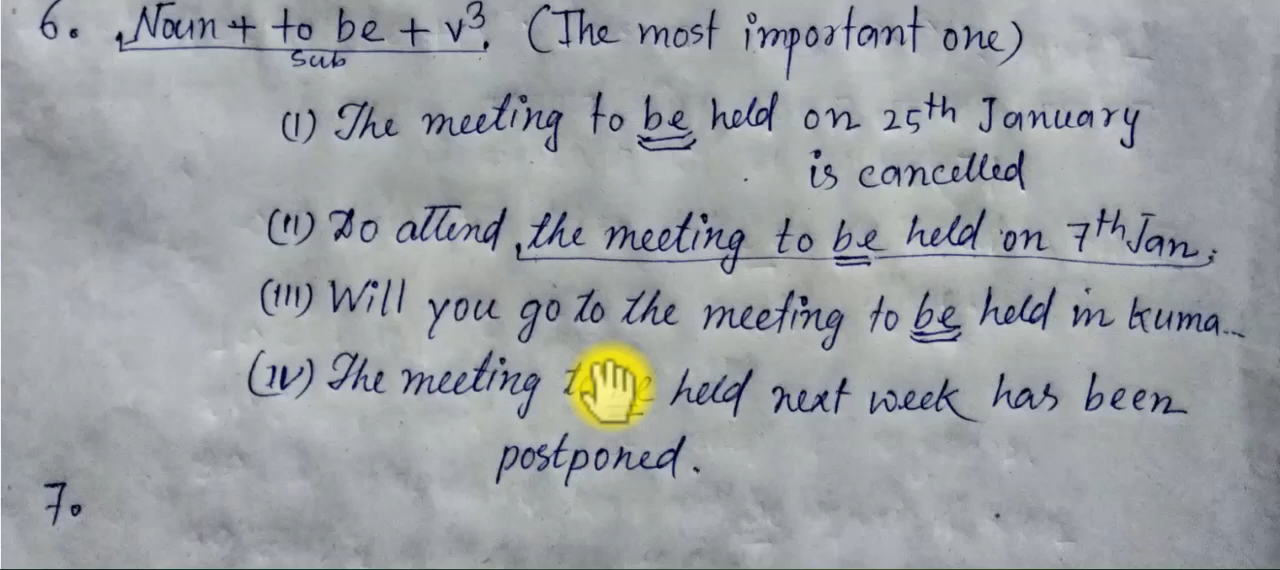 6. Noun + to be + v³. (The most important one)
Sub
(I) The meeting to be held on 25th January
is cancelled
(II) Do attend the meeting to be held on 7th Jan.
(III) Will you go to the meeting to be held in kuma...
(IV) The meeting held next week has been
postponed.
7.